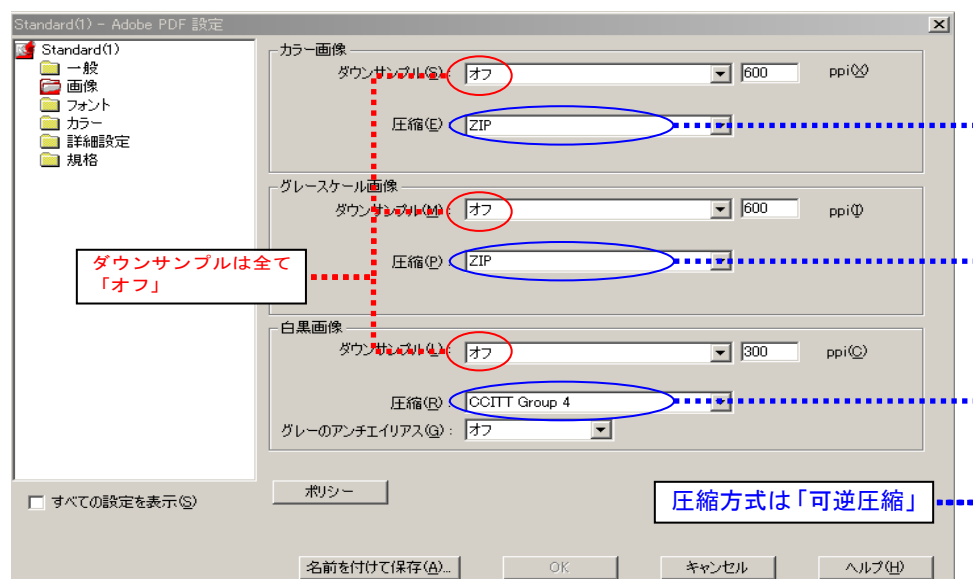 Standard(1) - Adobe PDF 設定
Standard(1)
一般
画像
フォント
カラー
詳細設定
規格
すべての設定を表示(S)
カラー画像
ダウンサンプル(S): オフ 600 ppi(X)
圧縮(E) ZIP
グレースケール画像
ダウンサンプル(M): オフ 600 ppi(I)
圧縮(P) ZIP
白黒画像
ダウンサンプル(L): オフ 300 ppi(C)
圧縮(R): CCITT Group 4
グレーのアンチエイリアス(G): オフ
ダウンサンプルは全て
「オフ」
ポリシー
圧縮方式は「可逆圧縮」
名前を付けて保存(A)... OK キャンセル ヘルプ(H)